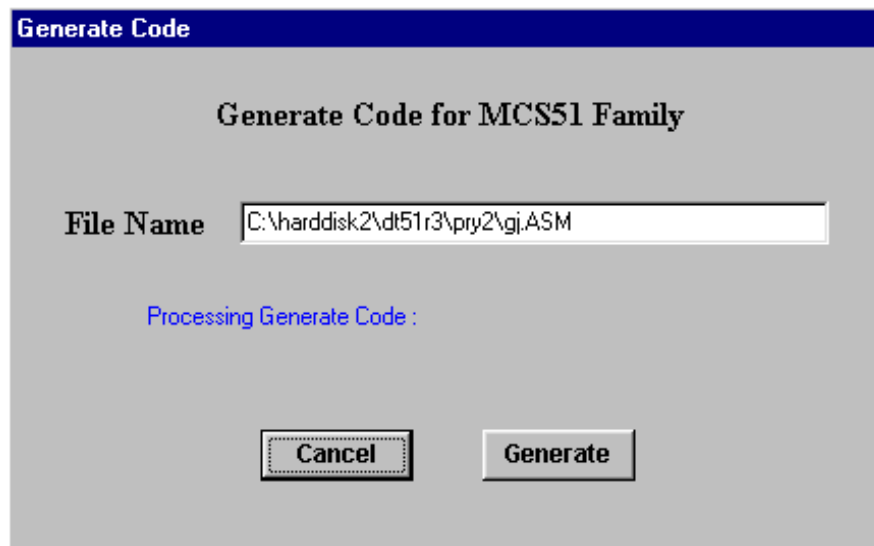 Generate Code
Generate Code for MCS51 Family
File Name C:\harddisk2\dt51r3\pry2\gj.ASM
Processing Generate Code :
Cancel Generate